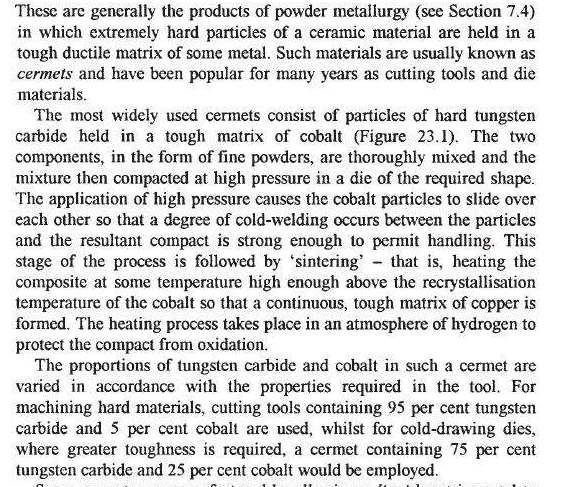 These are generally the products of powder metallurgy (see Section 7.4)
in which extremely hard particles of a ceramic material are held in a
tough ductile matrix of some metal. Such materials are usually known as
cermets and have been popular for many years as cutting tools and die
materials.
The most widely used cermets consist of particles of hard tungsten
carbide held in a tough matrix of cobalt (Figure 23.1). The two
components, in the form of fine powders, are thoroughly mixed and the
mixture then compacted at high pressure in a die of the required shape.
The application of high pressure causes the cobalt particles to slide over
each other so that a degree of cold-welding occurs between the particles
and the resultant compact is strong enough to permit handling. This
stage of the process is followed by ‘sintering’ – that is, heating the
composite at some temperature high enough above the recrystallisation
temperature of the cobalt so that a continuous, tough matrix of copper is
formed. The heating process takes place in an atmosphere of hydrogen to
protect the compact from oxidation.
The proportions of tungsten carbide and cobalt in such a cermet are
varied in accordance with the properties required in the tool. For
machining hard materials, cutting tools containing 95 per cent tungsten
carbide and 5 per cent cobalt are used, whilst for cold-drawing dies,
where greater toughness is required, a cermet containing 75 per cent
tungsten carbide and 25 per cent cobalt would be employed.